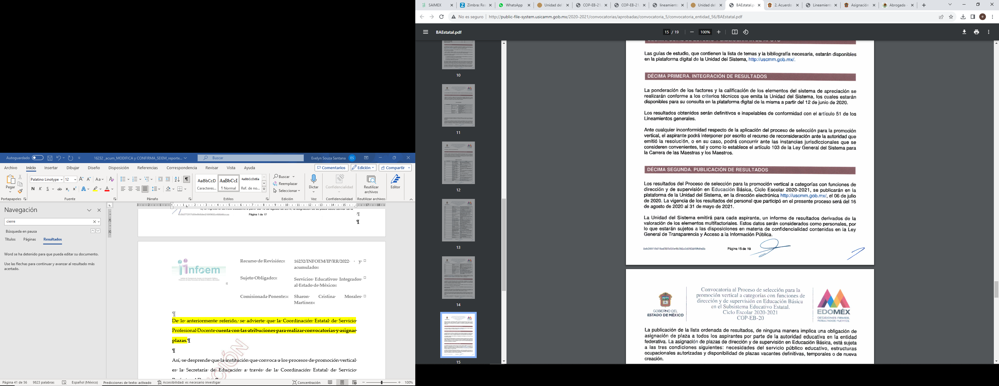 Autoguardado
16232 _acum_MODIFICA y CONFIRMA_SEIEM_reporte...
Buscar
Evelyn Souza Santana
ES
Archivo
Inicio
Insertar
Dibujar
Diseño
Disposición
Referencias
Correspondencia
Revisar
Vista
Ayuda
Comentarios
Edición
Compartir
Pegar
Palatino Linotype
12
N K S
AaBbCcD
AaBbCcI
AaBbCcDdEe
Caracteres...
¶ Normal
Ref. de no...
Buscar
Reemplazar
Seleccionar
Dictar
Confidencialidad
Reutilizar
archivos
Editor
Portapapeles
Fuente
Párrafo
Estilos
Edición
Voz
Confidencialidad
Reutilizar archivos
Navegación
cierre
Búsqueda en pausa
Títulos
Páginas
Resultados
Word se ha detenido para que pueda editar su documento.
Use las flechas para continuar y avanzar al resultado más
acertado.
Página 1 de 17
¶
¶
infoem
Recurso·de·Revisión:¤
16232/INFOEM/IP/RR/2022· · y· ¤
acumulado¤
Sujeto·Obligado:¤
Servicios· Educativos· Integrados· ¤
al·Estado·de·México¤
Comisionada·Ponente:¤
Sharon· Cristina· Morales· ¤
Martínez¤
¶
De· lo· anteriormente· referido,· se· advierte· que· la· Coordinación· Estatal· de· Servicio·
Profesional·Docente·cuenta·con·las·atribuciones·para·realizar·convocatorias·y·asignar·
plazas.¶
¶
Así,·se·desprende·que·la·institución·que·convoca·a·los·procesos·de·promoción·vertical·
es· la· Secretaría· de· Educación· a· través· de· la· Coordinación· Estatal· de· Servicio·
Página 41 de 56
9823 palabras
Español (México)
Predicciones de texto: activado
Accesibilidad: es necesario investigar
Concentración
100%
SAIMEX
Zimbra: Res
WhatsApp
Unidad del
COP-EB-21
COP-EB-21.
lineamiento
Unidad del
BAEstatal.p
2. Acuerdo
Lineamient
Asignación
Abrogada
No es seguro
http://public-file-system.usicamm.gob.mx/2020-2021/convocatorias/aprobadas/convocatoria_5/convocatoria_entidad_56/BAEstatal.pdf
e
BAEstatal.pdf
15 / 19
100%
10
11
12
13
14
15
Las guías de estudio, que contienen la lista de temas y la bibliografía necesaria, estarán disponibles
en la plataforma digital de la Unidad del Sistema, http://uscmm.gob.mx/.
DÉCIMA PRIMERA. INTEGRACIÓN DE RESULTADOS
La ponderación de los factores y la calificación de los elementos del sistema de apreciación se
realizarán conforme a los criterios técnicos que emita la Unidad del Sistema, los cuales estarán
disponibles para su consulta en la plataforma digital de la misma a partir del 12 de junio de 2020.
Los resultados obtenidos serán definitivos e inapelables de conformidad con el artículo 51 de los
Lineamientos generales.
Ante cualquier inconformidad respecto de la aplicación del proceso de selección para la promoción
vertical, el aspirante podrá interponer por escrito el recurso de reconsideración ante la autoridad que
emitió la resolución, o en su caso, podrá concurrir ante las instancias jurisdiccionales que se
consideren convenientes, tal y como lo establece el artículo 103 de la Ley General del Sistema para
la Carrera de las Maestras y los Maestros.
DÉCIMA SEGUNDA. PUBLICACIÓN DE RESULTADOS
Los resultados del Proceso de selección para la promoción vertical a categorías con funciones de
dirección y de supervisión en Educación Básica, Ciclo Escolar 2020-2021, se publicarán en la
plataforma de la Unidad del Sistema, en la dirección electrónica http://uscmm.gob.mx/, el 06 de julio
de 2020. La vigencia de los resultados del personal que participó en el presente proceso será del 16
de agosto de 2020 al 31 de mayo de 2021.
La Unidad del Sistema emitirá para cada aspirante, un informe de resultados derivados de la
valoración de los elementos multifactoriales. Estos datos serán considerados como personales, por
lo que estarán sujetos a las disposiciones en materia de confidencialidad contenidas en la Ley
General de Transparencia y Acceso a la Información Pública.
Página 15 de 19
GOBIERNO DEL
ESTADO DE MÉXICO
Convocatoria al Proceso de selección para la
promoción vertical a categorías con funciones de
dirección y de supervisión en Educación Básica
en el Subsistema Educativo Estatal.
Ciclo Escolar 2020-2021
COP-EB-20
EDOMÉX
DECISIONES FIRMES,
RESULTADOS FUERTES.
La publicación de la lista ordenada de resultados, de ninguna manera implica una obligación de
asignación de plaza a todos los aspirantes por parte de la autoridad educativa en la entidad
federativa. La asignación de plazas de dirección y de supervisión en Educación Básica, está sujeta
a las tres condiciones siguientes: necesidades del servicio público educativo, estructuras
ocupacionales autorizadas y disponibilidad de plazas vacantes definitivas, temporales o de nueva
creación.